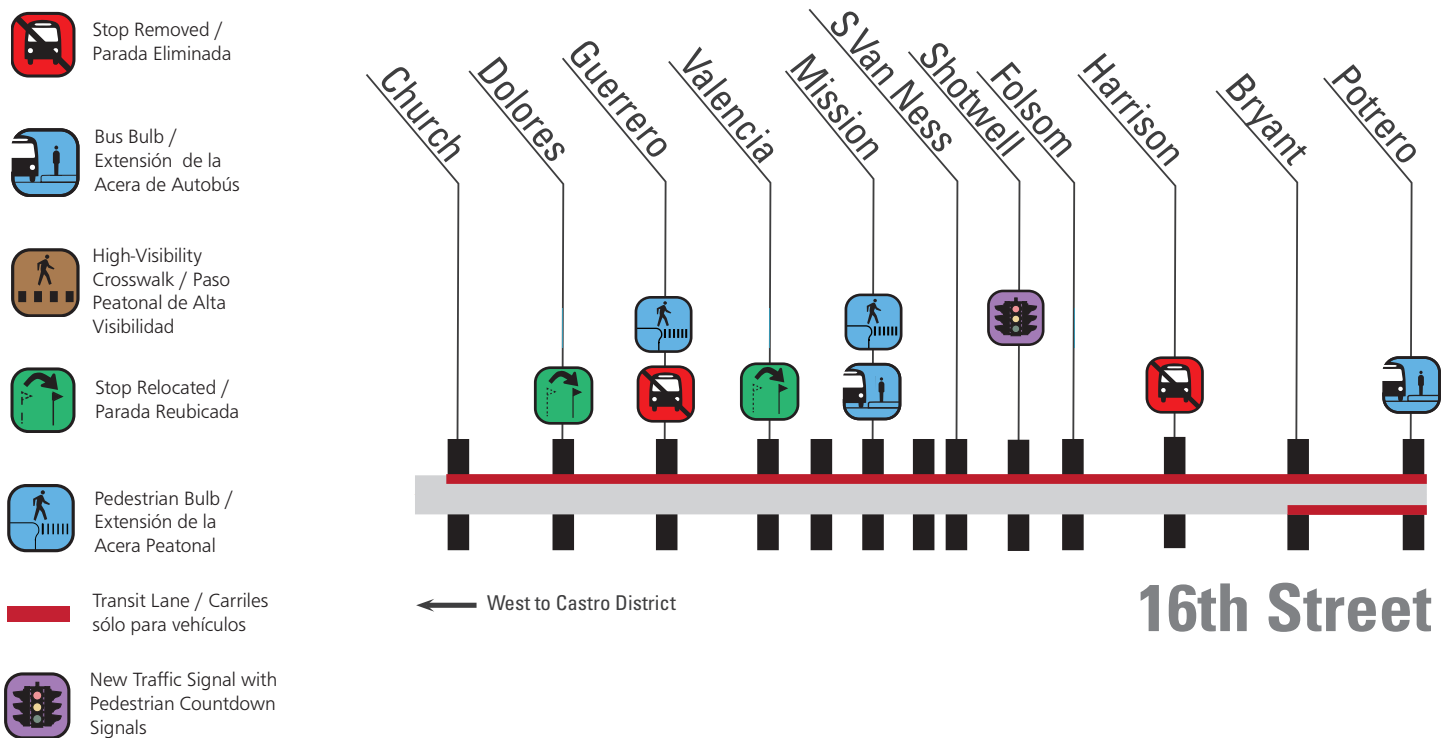 Stop Removed /
Parada Eliminada
Bus Bulb /
Extensión de la
Acera de Autobús
High-Visibility
Crosswalk / Paso
Peatonal de Alta
Visibilidad
Stop Relocated /
Parada Reubicada
Pedestrian Bulb /
Extensión de la
Acera Peatonal
Transit Lane / Carriles
sólo para vehículos
New Traffic Signal with
Pedestrian Countdown
Signals
Church
Dolores
Guerrero
Valencia
Mission
S Van Ness
Shotwell
Folsom
Harrison
Bryant
Potrero
West to Castro District
16th Street